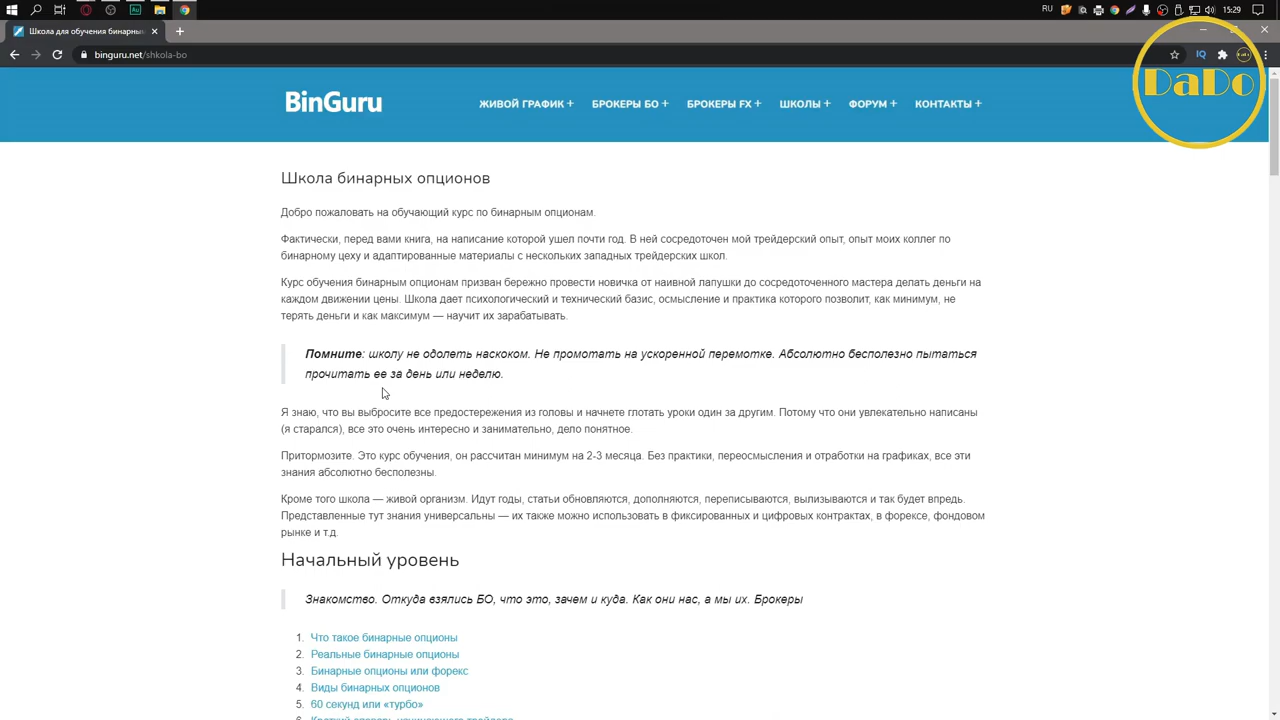 RU
15:29
Школа для обучения бинарны
binguru.net/shkola-bo
IQ
DaDo
BinGuru
ЖИВОЙ ГРАФИК + БРОКЕРЫ БО + БРОКЕРЫ FX + ШКОЛЫ + ФОРУМ + КОНТАКТЫ +
Школа бинарных опционов
Добро пожаловать на обучающий курс по бинарным опционам.
Фактически, перед вами книга, на написание которой ушел почти год. В ней сосредоточен мой трейдерский опыт, опыт моих коллег по
бинарному цеху и адаптированные материалы с нескольких западных трейдерских школ.
Курс обучения бинарным опционам призван бережно провести новичка от наивной лапушки до сосредоточенного мастера делать деньги на
каждом движении цены. Школа дает психологический и технический базис, осмысление и практика которого позволит, как минимум, не
терять деньги и как максимум — научит их зарабатывать.
Помните: школу не одолеть наскоком. Не промотать на ускоренной перемотке. Абсолютно бесполезно пытаться
прочитать ее за день или неделю.
Я знаю, что вы выбросите все предостережения из головы и начнете глотать уроки один за другим. Потому что они увлекательно написаны
(я старался), все это очень интересно и занимательно, дело понятное.
Притормозите. Это курс обучения, он рассчитан минимум на 2-3 месяца. Без практики, переосмысления и отработки на графиках, все эти
знания абсолютно бесполезны.
Кроме того школа — живой организм. Идут годы, статьи обновляются, дополняются, переписываются, вылизываются и так будет впредь.
Представленные тут знания универсальны — их также можно использовать в фиксированных и цифровых контрактах, в форексе, фондовом
рынке и т.д.
Начальный уровень
Знакомство. Откуда взялись БО, что это, зачем и куда. Как они нас, а мы их. Брокеры
1. Что такое бинарные опционы
2. Реальные бинарные опционы
3. Бинарные опционы или форекс
4. Виды бинарных опционов
5. 60 секунд или «турбо»
6. Краткий словарь начинающего трейдера